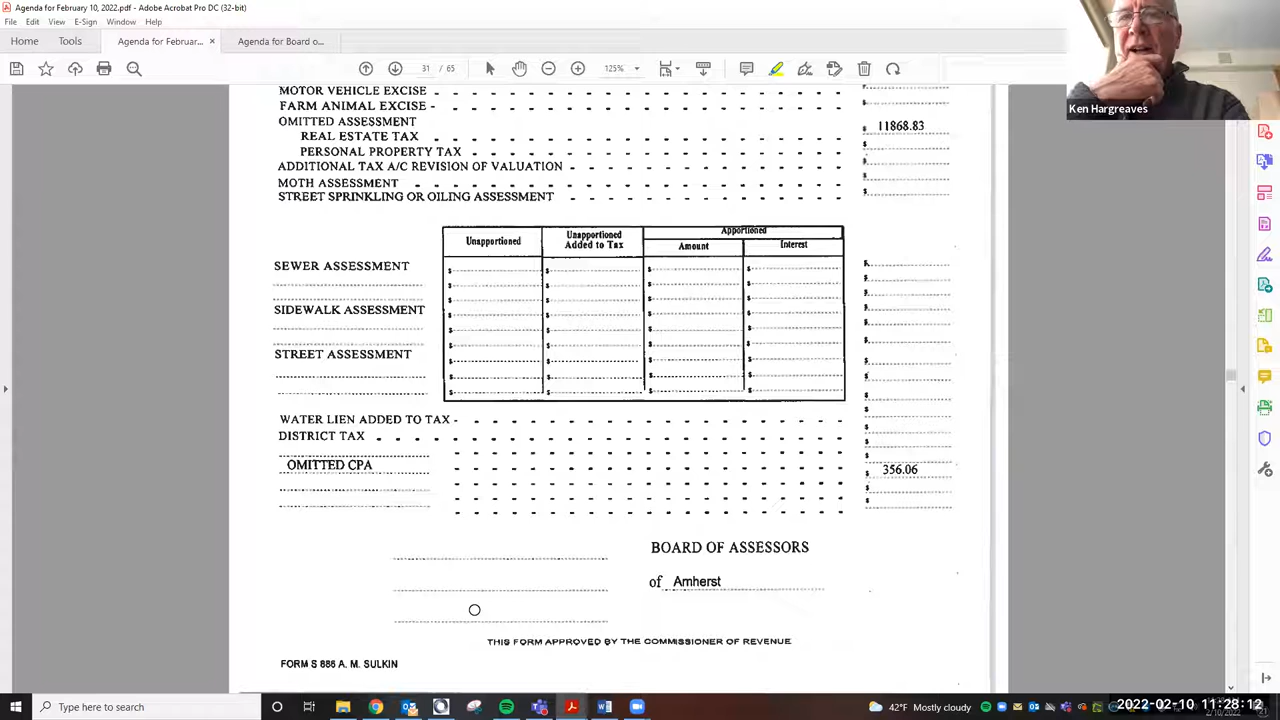 Agenda for February 10, 2022.pdf - Adobe Acrobat Pro DC (32-bit)
File Edit View E-Sign Window Help
Home Tools Agenda for Februar... × Agenda for Board o...
31 / 65 125%
Ken Hargreaves
MOTOR VEHICLE EXCISE
FARM ANIMAL EXCISE -
OMITTED ASSESSMENT
REAL ESTATE TAX $ 11868.83
PERSONAL PROPERTY TAX
ADDITIONAL TAX A/C REVISION OF VALUATION
MOTH ASSESSMENT
STREET SPRINKLING OR OILING ASSESSMENT
Unapportioned
Unapportioned
Added to Tax
Apportioned
Amount Interest
SEWER ASSESSMENT
SIDEWALK ASSESSMENT
STREET ASSESSMENT
WATER LIEN ADDED TO TAX -
DISTRICT TAX
OMITTED CPA $ 356.06
BOARD OF ASSESSORS
of Amherst
THIS FORM APPROVED BY THE COMMISSIONER OF REVENUE
FORM S 886 A. M. SULKIN
Type here to search
42°F Mostly cloudy
2022-02-10 11:28:12